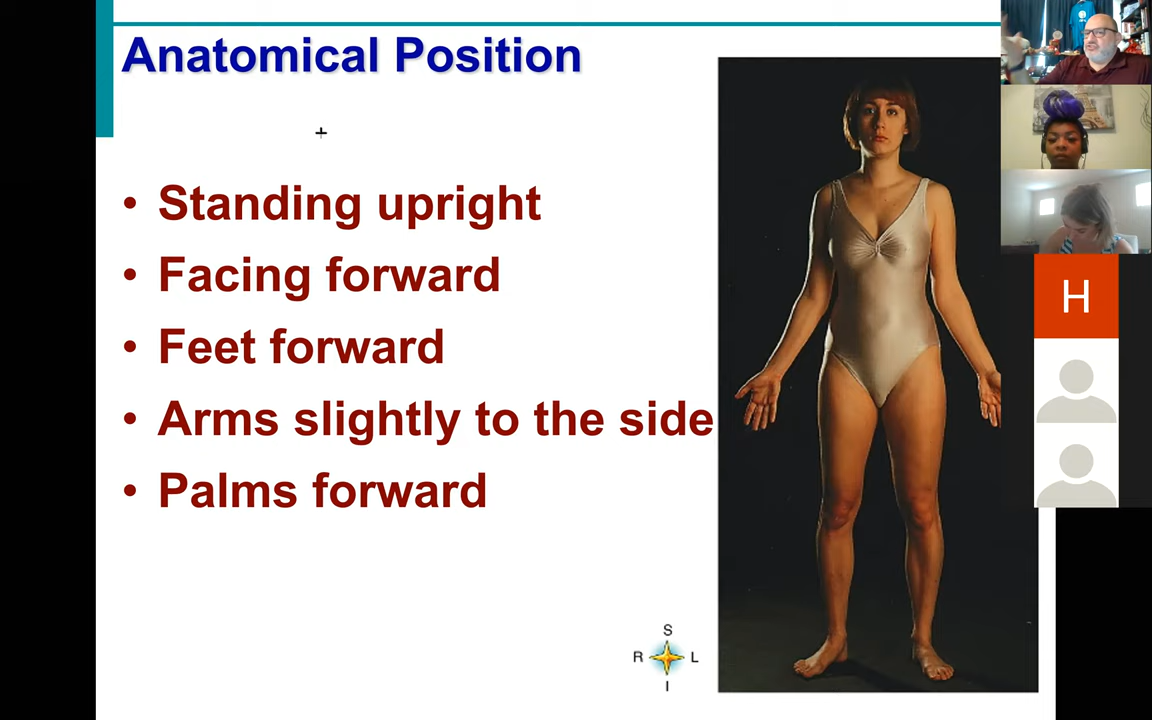 Anatomical Position
• Standing upright
• Facing forward
• Feet forward
• Arms slightly to the side
• Palms forward
S
R L
I
H